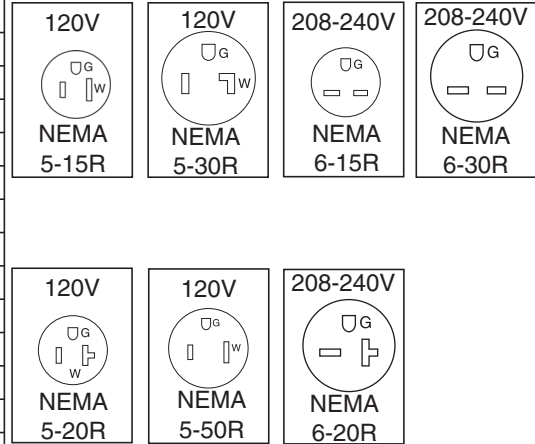 120V
G
W
NEMA
5-15R
120V
G
W
NEMA
5-30R
208-240V
G
NEMA
6-15R
208-240V
G
NEMA
6-30R
120V
G
W
NEMA
5-20R
120V
G
W
NEMA
5-50R
208-240V
G
NEMA
6-20R